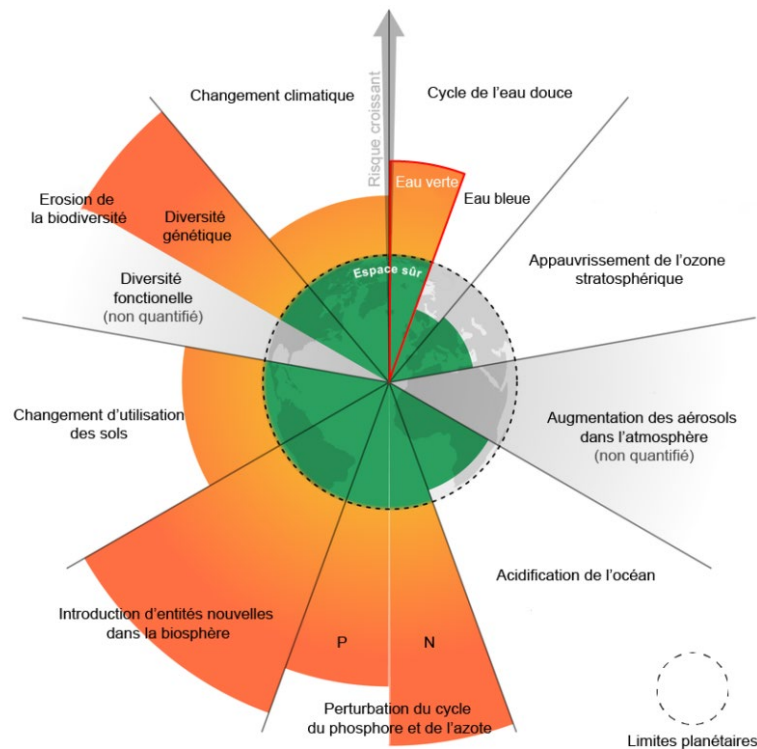 Changement climatique
Cycle de l'eau douce
Risque croissant
Eau verte
Eau bleue
Erosion de
la biodiversité
Diversité
génétique
Espace sûr
Appauvrissement de l'ozone
stratosphérique
Diversité
fonctionelle
(non quantifié)
Changement d'utilisation
des sols
Augmentation des aérosols
dans l'atmosphère
(non quantifié)
Acidification de l'océan
Introduction d'entités nouvelles
dans la biosphère
P
N
Perturbation du cycle
du phosphore et de l'azote
Limites planétaires